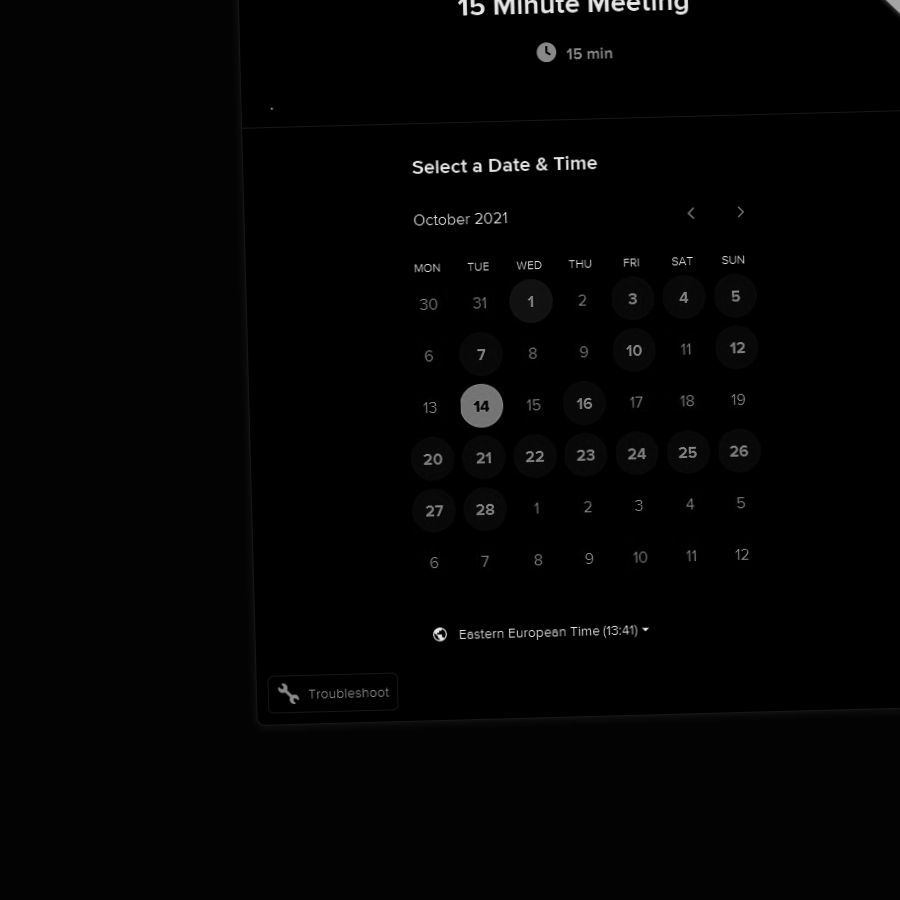 15 Minute Meeting
15 min
Select a Date & Time
October 2021
MON TUE WED THU FRI SAT SUN
30 31 1 2 3 4 5
6 7 8 9 10 11 12
13 14 15 16 17 18 19
20 21 22 23 24 25 26
27 28 1 2 3 4 5
6 7 8 9 10 11 12
Eastern European Time (13:41)
Troubleshoot